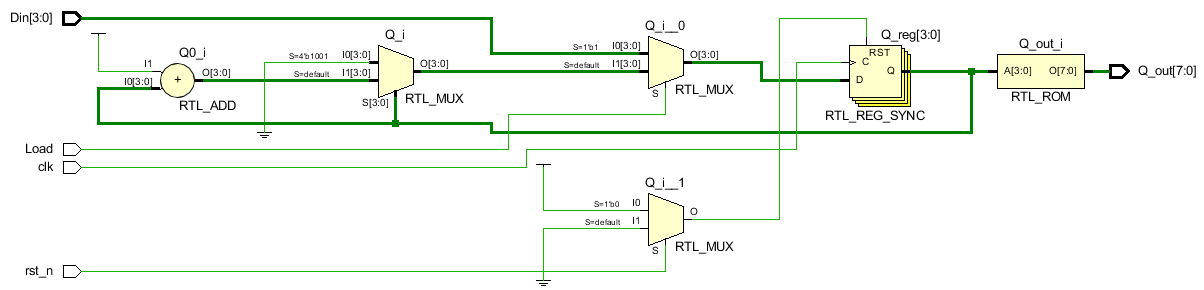 Din[3:0]
Q0_i
I1
I0[3:0]
+
O[3:0]
RTL_ADD
Q_i
S=4'b1001
I0[3:0]
S=default
I1[3:0]
O[3:0]
S[3:0]
RTL_MUX
Q_i__0
S=1'b1
I0[3:0]
S=default
I1[3:0]
O[3:0]
S
RTL_MUX
Q_reg[3:0]
RST
C
D
Q
RTL_REG_SYNC
Q_out_i
A[3:0]
O[7:0]
RTL_ROM
Q_out[7:0]
Load
clk
Q_i__1
S=1'b0
I0
S=default
I1
O
S
RTL_MUX
rst_n